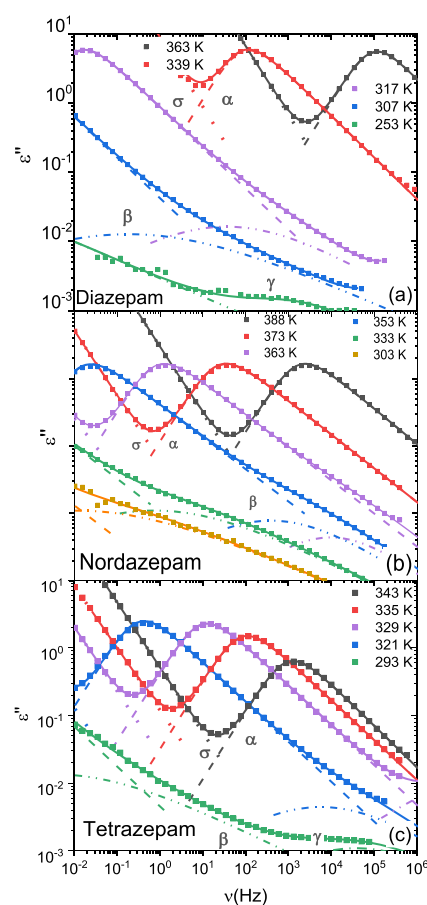 10¹
10⁰
10⁻¹
10⁻²
10⁻³
ε''
363 K
339 K
317 K
307 K
253 K
σ
α
β
γ
Diazepam
(a)
ε''
388 K
373 K
363 K
353 K
333 K
303 K
σ
α
β
Nordazepam
(b)
10¹
10⁰
10⁻¹
10⁻²
10⁻³
ε''
343 K
335 K
329 K
321 K
293 K
σ
α
β
γ
Tetrazepam
(c)
10⁻² 10⁻¹ 10⁰ 10¹ 10² 10³ 10⁴ 10⁵ 10⁶
ν(Hz)